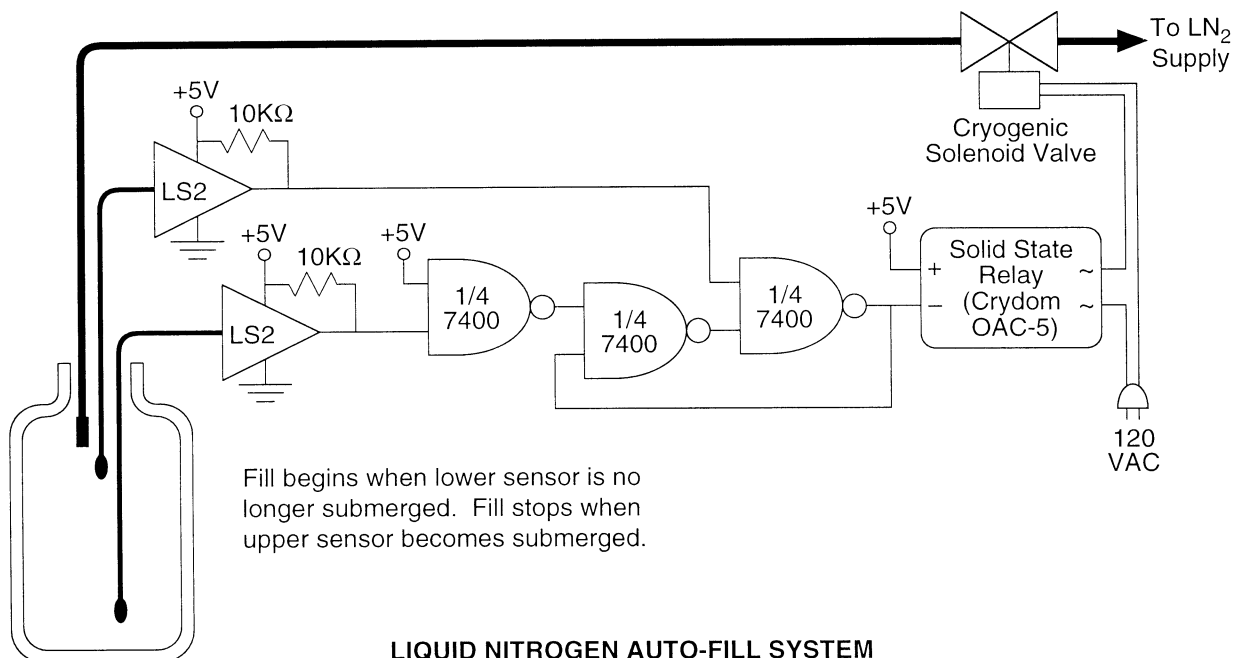 To LN₂
Supply
Cryogenic
Solenoid Valve
+5V
10KΩ
LS2
+5V
10KΩ
LS2
+5V
1/4
7400
1/4
7400
1/4
7400
+5V
+
−
Solid State
Relay
(Crydom
OAC-5)
~
~
120
VAC
Fill begins when lower sensor is no
longer submerged. Fill stops when
upper sensor becomes submerged.
LIQUID NITROGEN AUTO-FILL SYSTEM